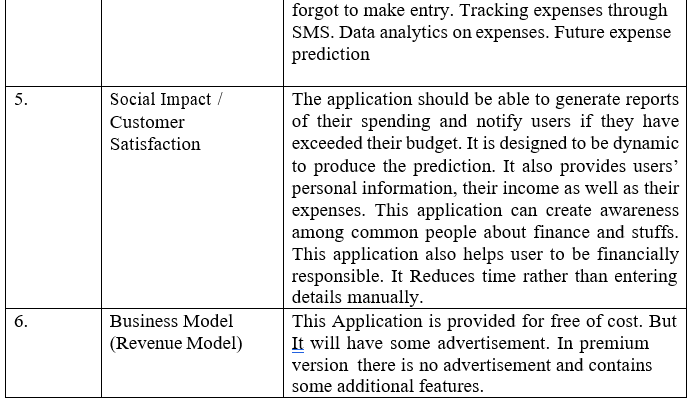 forgot to make entry. Tracking expenses through
SMS. Data analytics on expenses. Future expense
prediction
5.
Social Impact /
Customer
Satisfaction
The application should be able to generate reports
of their spending and notify users if they have
exceeded their budget. It is designed to be dynamic
to produce the prediction. It also provides users’
personal information, their income as well as their
expenses. This application can create awareness
among common people about finance and stuffs.
This application also helps user to be financially
responsible. It Reduces time rather than entering
details manually.
6.
Business Model
(Revenue Model)
This Application is provided for free of cost. But
It will have some advertisement. In premium
version there is no advertisement and contains
some additional features.